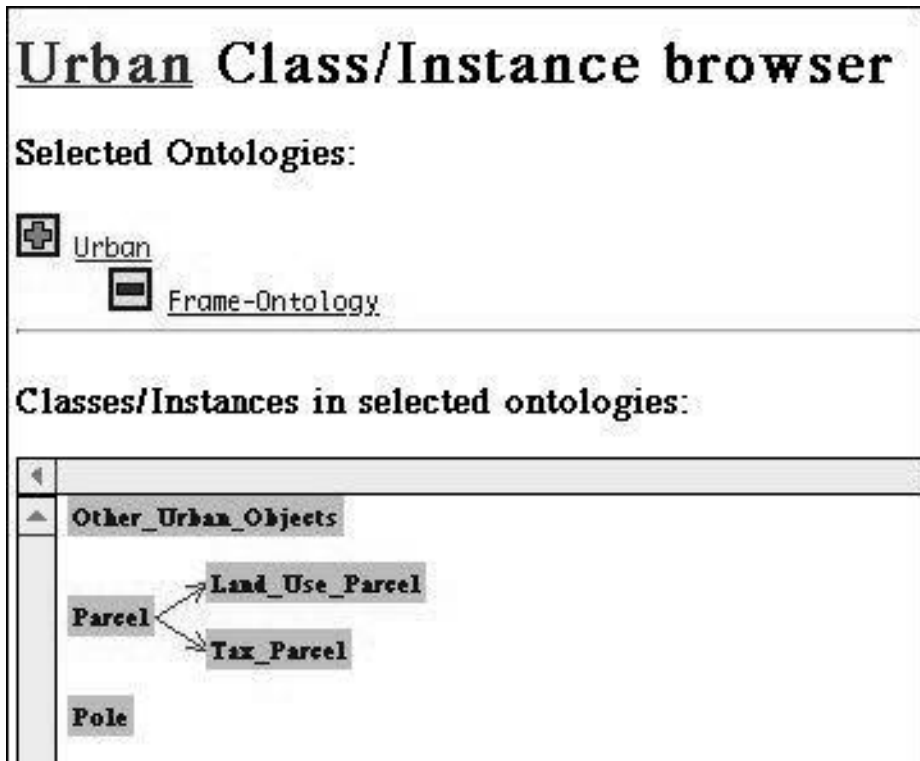 Urban Class/Instance browser
Selected Ontologies:
Urban
Frame-Ontology
Classes/Instances in selected ontologies:
Other_Urban_Objects
Land_Use_Parcel
Parcel
Tax_Parcel
Pole